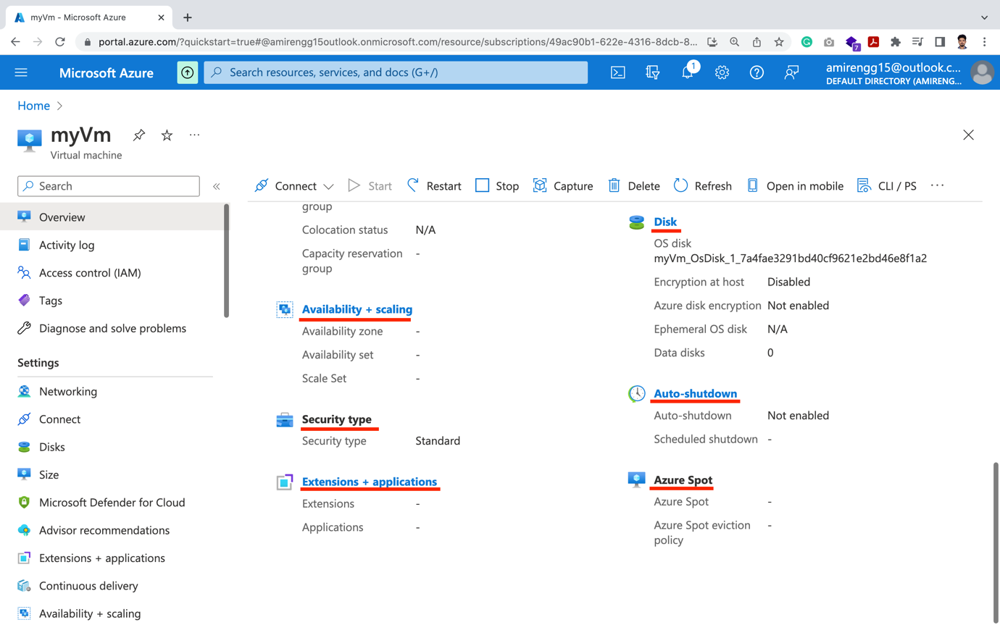 myVm - Microsoft Azure
portal.azure.com/?quickstart=true#@amirengg15outlook.onmicrosoft.com/resource/subscriptions/49ac90b1-622e-4316-8dcb-8...
7
Microsoft Azure
Search resources, services, and docs (G+/)
1
amirengg15@outlook.c...
DEFAULT DIRECTORY (AMIRENG...
Home
myVm
Virtual machine
Search
Connect
Start
Restart
Stop
Capture
Delete
Refresh
Open in mobile
CLI / PS
Overview
Activity log
Access control (IAM)
Tags
Diagnose and solve problems
Settings
Networking
Connect
Disks
Size
Microsoft Defender for Cloud
Advisor recommendations
Extensions + applications
Continuous delivery
Availability + scaling
group
Colocation status N/A
Capacity reservation -
group
Availability + scaling
Availability zone -
Availability set -
Scale Set -
Security type
Security type Standard
Extensions + applications
Extensions -
Applications -
Disk
OS disk
myVm_OsDisk_1_7a4fae3291bd40cf9621e2bd46e8f1a2
Encryption at host Disabled
Azure disk encryption Not enabled
Ephemeral OS disk N/A
Data disks 0
Auto-shutdown
Auto-shutdown Not enabled
Scheduled shutdown -
Azure Spot
Azure Spot -
Azure Spot eviction -
policy